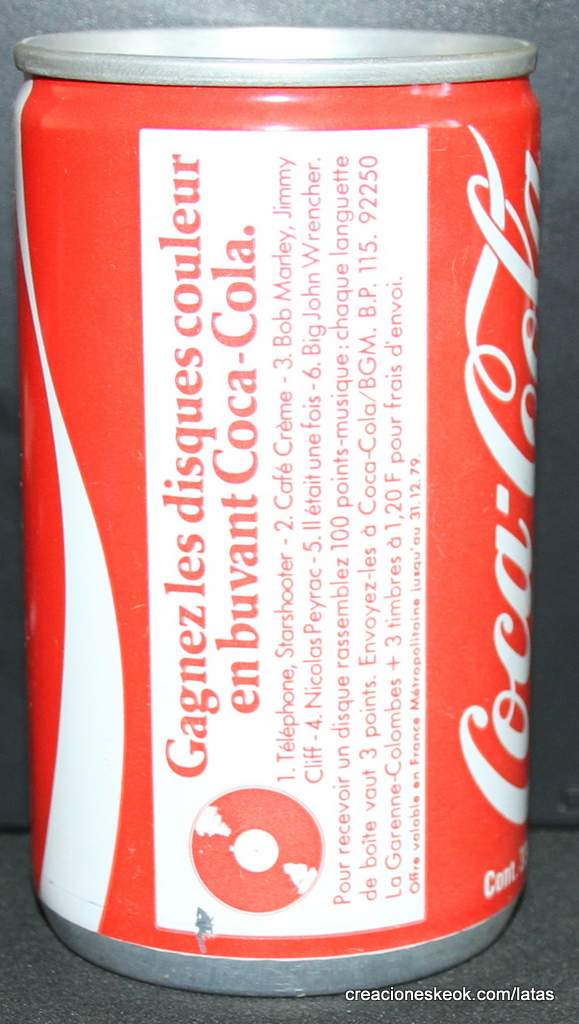 Gagnez les disques couleur
en buvant Coca-Cola.
1. Téléphone, Starshooter - 2. Café Crème - 3. Bob Marley, Jimmy
Cliff - 4. Nicolas Peyrac - 5. Il était une fois - 6. Big John Wrencher.
Pour recevoir un disque rassemblez 100 points-musique : chaque languette
de boîte vaut 3 points. Envoyez-les à Coca-Cola/BGM. B.P. 115. 92250
La Garenne-Colombes + 3 timbres à 1,20 F pour frais d'envoi.
Offre valable en France Métropolitaine jusqu'au 31.12.79.
Coca-Cola
Cont.
creacioneskeok.com/latas